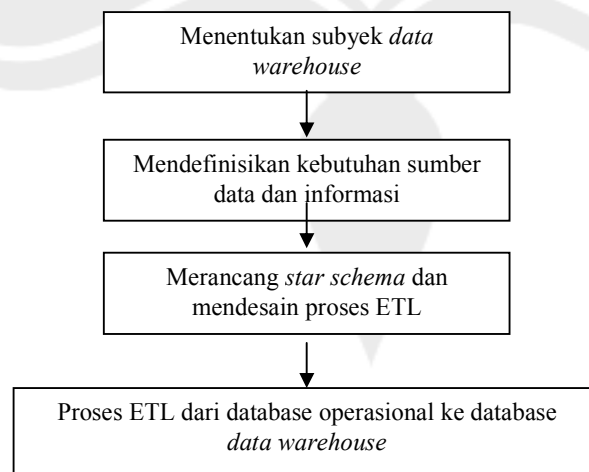 Menentukan subyek data
warehouse
Mendefinisikan kebutuhan sumber
data dan informasi
Merancang star schema dan
mendesain proses ETL
Proses ETL dari database operasional ke database
data warehouse